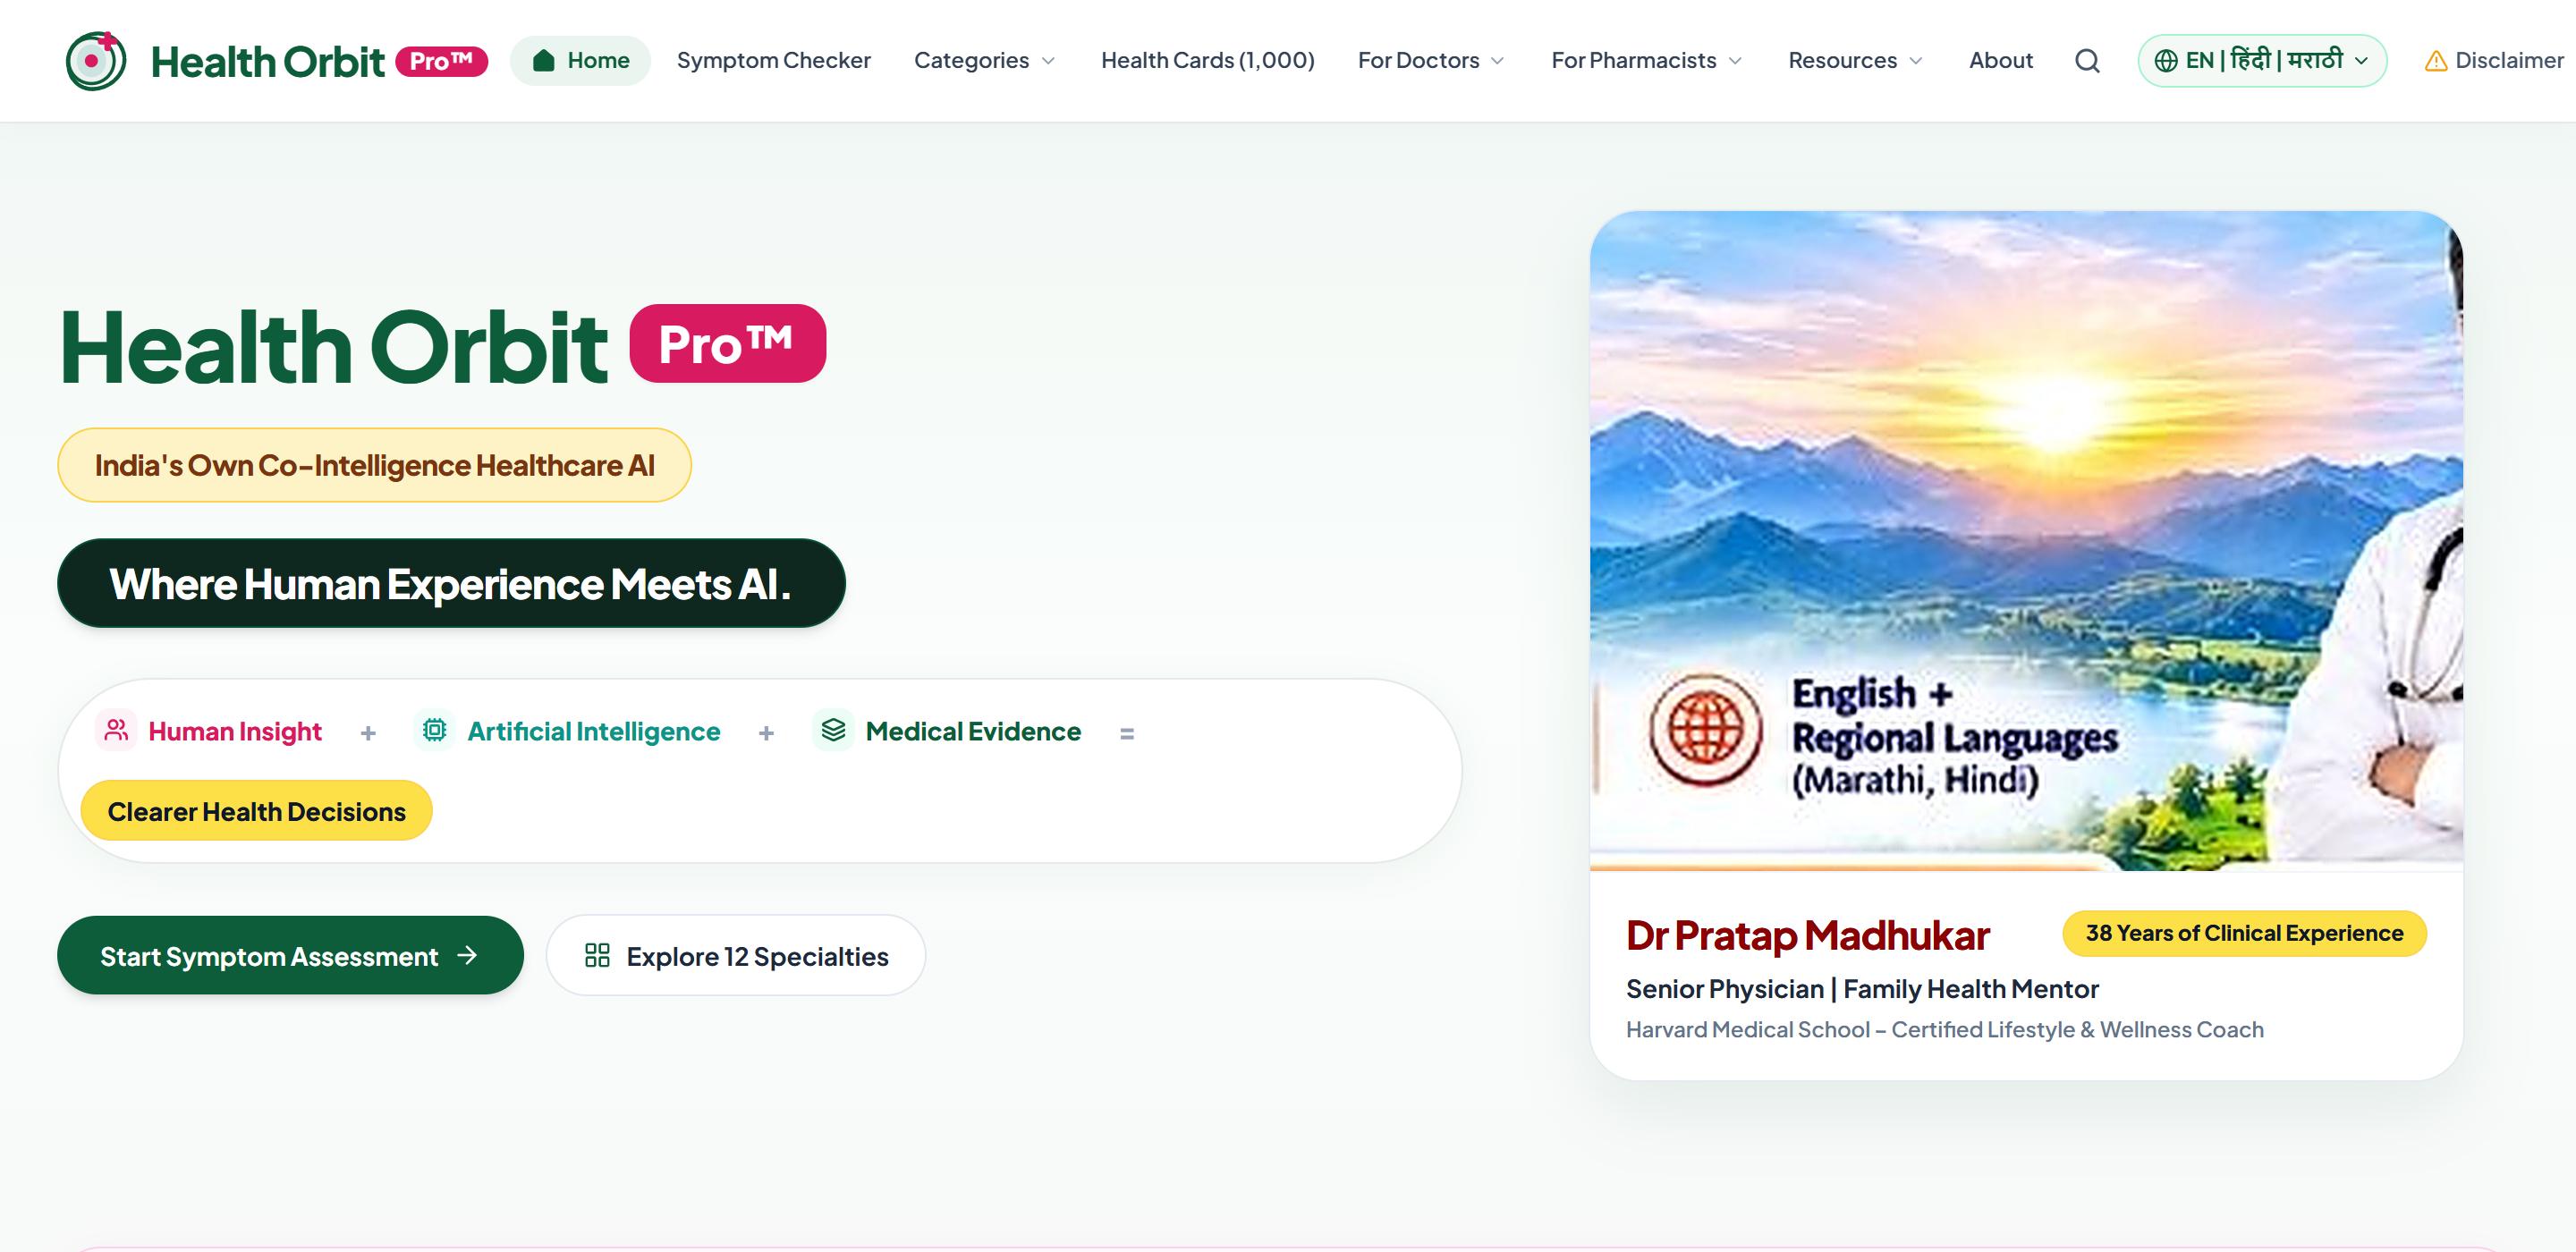 Health Orbit Pro™ Home Symptom Checker Categories Health Cards (1,000) For Doctors For Pharmacists Resources About EN | हिंदी | मराठी Disclaimer
Health Orbit Pro™
India's Own Co-Intelligence Healthcare AI
Where Human Experience Meets AI.
Human Insight + Artificial Intelligence + Medical Evidence =
Clearer Health Decisions
Start Symptom Assessment → Explore 12 Specialties
English +
Regional Languages
(Marathi, Hindi)
Dr Pratap Madhukar 38 Years of Clinical Experience
Senior Physician | Family Health Mentor
Harvard Medical School – Certified Lifestyle & Wellness Coach